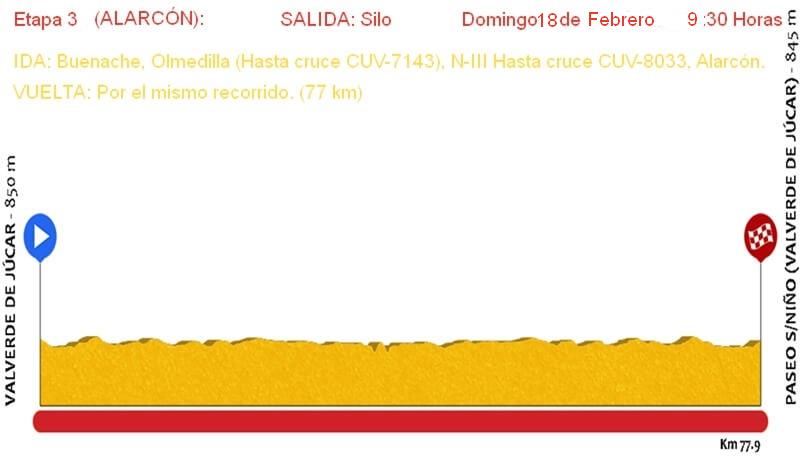 Etapa 3 (ALARCÓN): SALIDA: Silo Domingo18de Febrero 9:30 Horas
IDA: Buenache, Olmedilla (Hasta cruce CUV-7143), N-III Hasta cruce CUV-8033, Alarcón.
VUELTA: Por el mismo recorrido. (77 km)
VALVERDE DE JÚCAR - 850 m
PASEO S/NIÑO (VALVERDE DE JÚCAR) - 845 m
Km 77.9